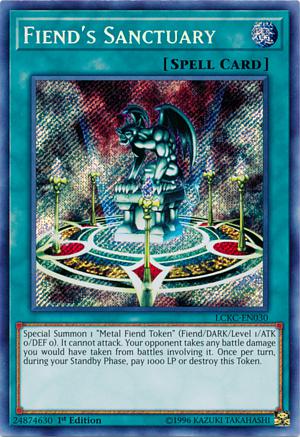 Fiend's Sanctuary
[Spell Card]
LCKC-EN030
Special Summon 1 "Metal Fiend Token" (Fiend/DARK/Level 1/ATK
0/DEF 0). It cannot attack. Your opponent takes any battle damage
you would have taken from battles involving it. Once per turn,
during your Standby Phase, pay 1000 LP or destroy this Token.
24874630 1st Edition ©1996 KAZUKI TAKAHASHI